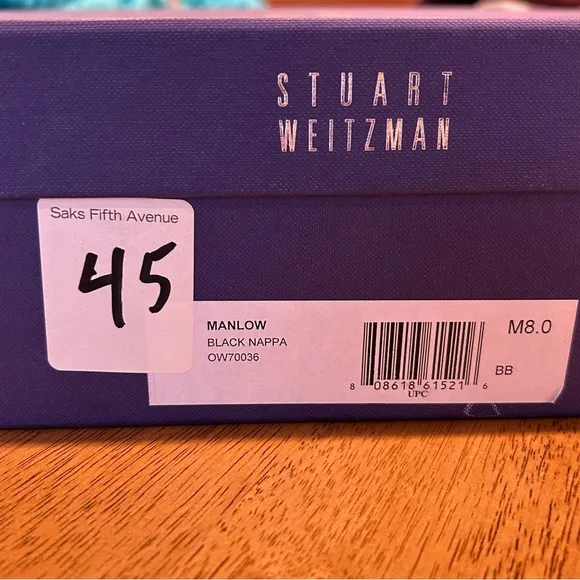 STUART
WEITZMAN
Saks Fifth Avenue
45
MANLOW
BLACK NAPPA
OW70036
M8.0
BB
8 08618 61521 6
UPC